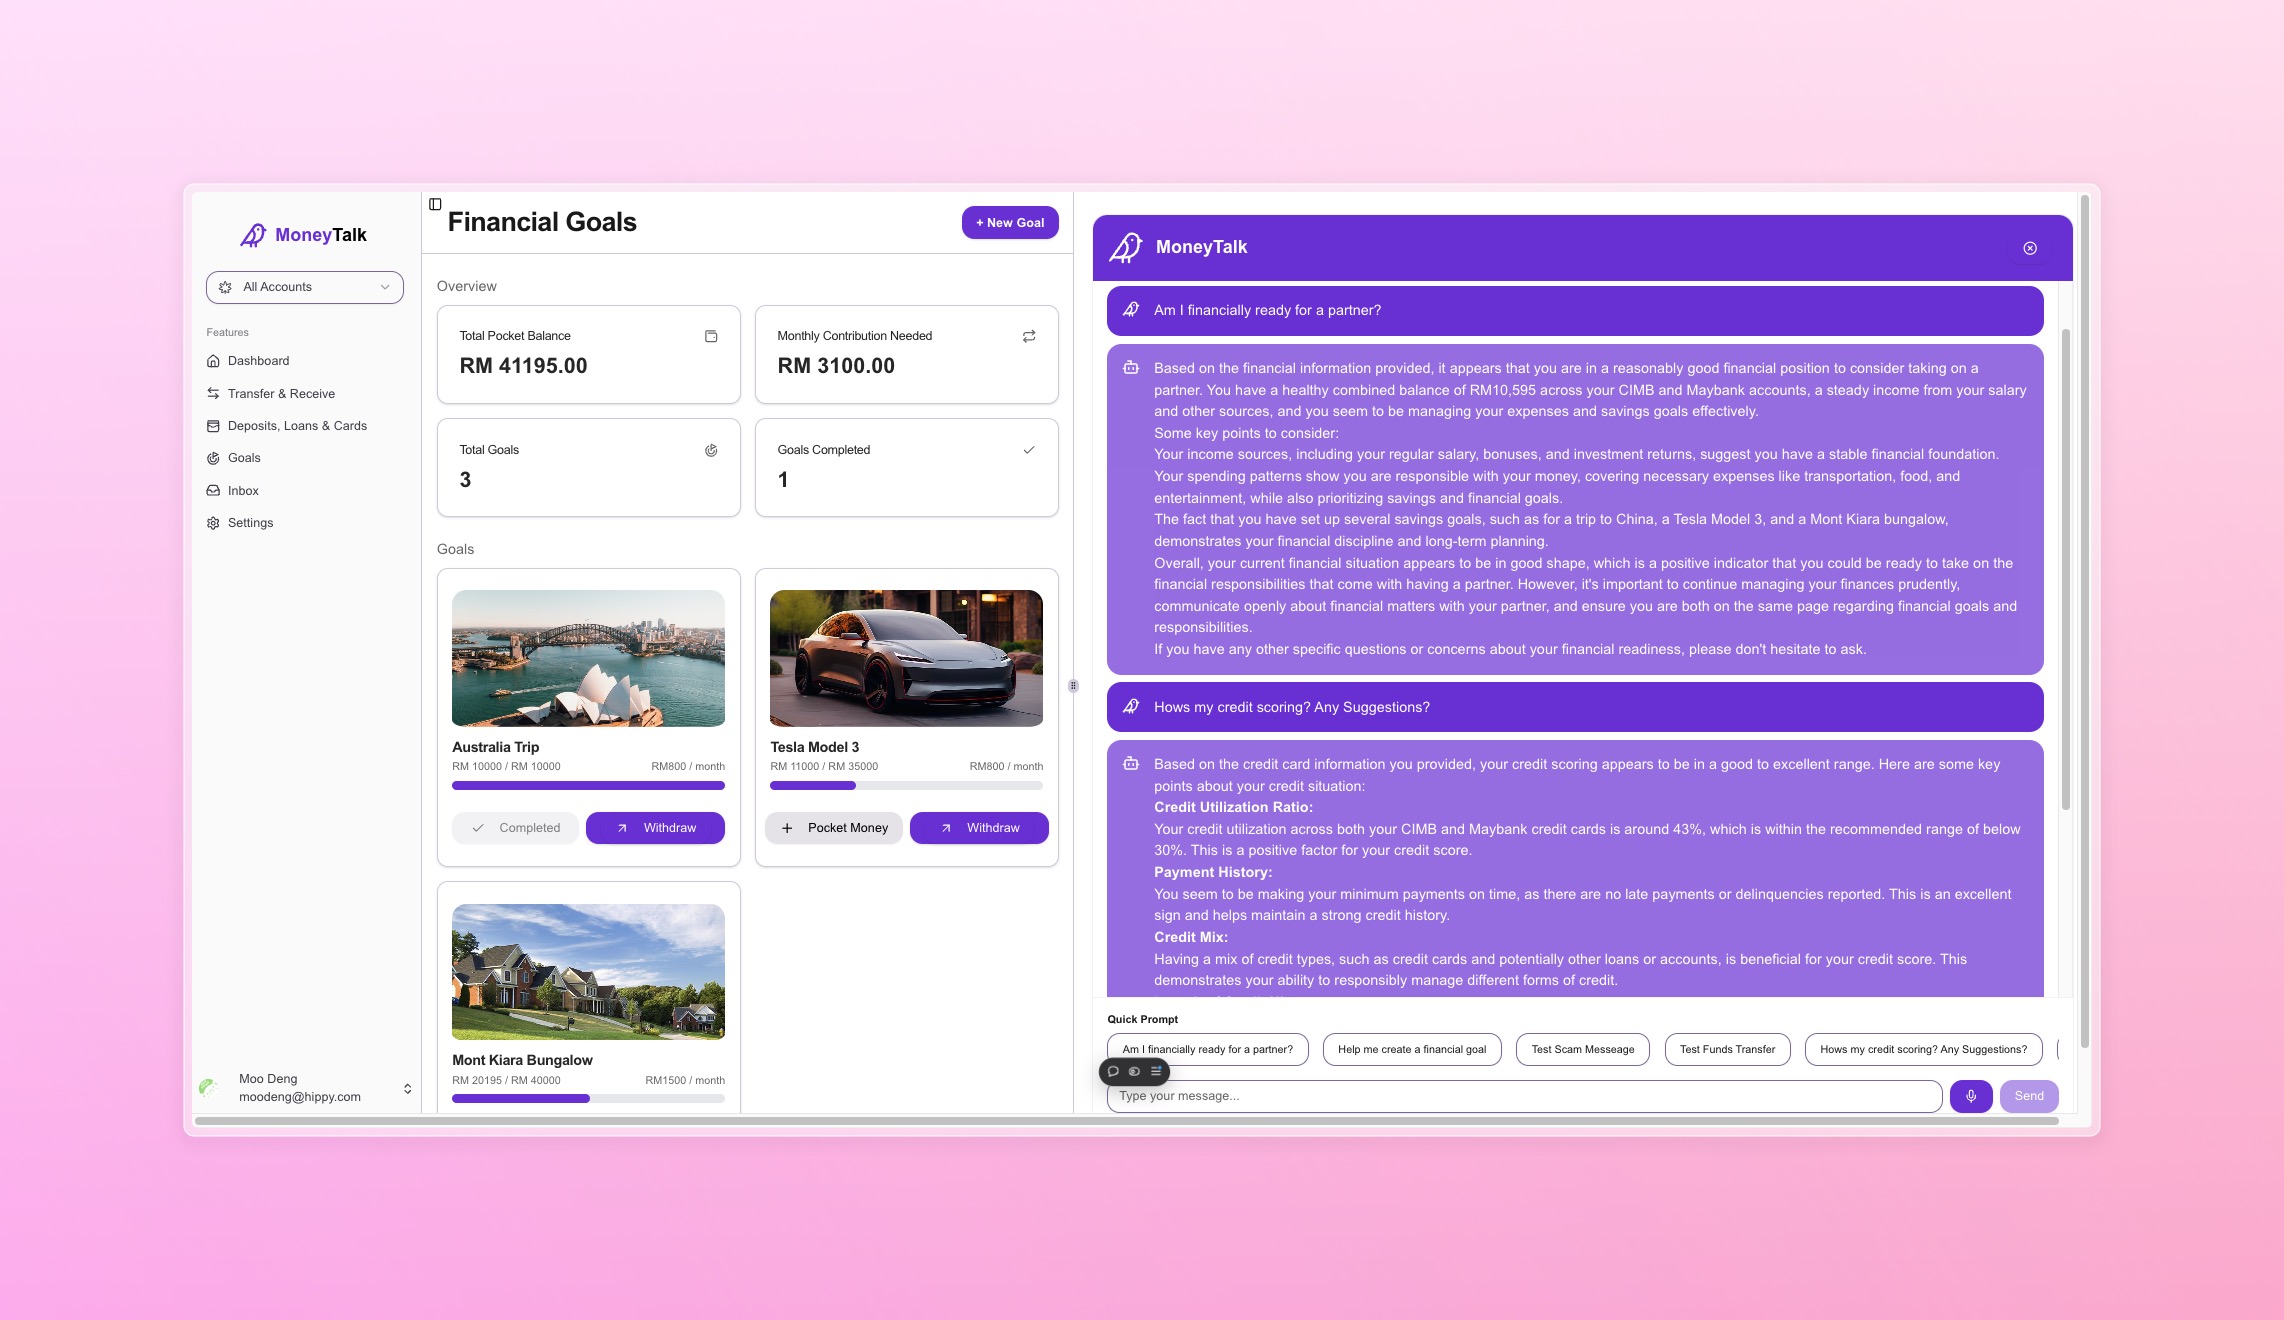 MoneyTalk
All Accounts
Features
Dashboard
Transfer & Receive
Deposits, Loans & Cards
Goals
Inbox
Settings
Moo Deng
moodeng@hippy.com
Financial Goals
+ New Goal
Overview
Total Pocket Balance
RM 41195.00
Monthly Contribution Needed
RM 3100.00
Total Goals
3
Goals Completed
1
Goals
Australia Trip
RM 10000 / RM 10000
RM800 / month
Completed
Withdraw
Tesla Model 3
RM 11000 / RM 35000
RM800 / month
Pocket Money
Withdraw
Mont Kiara Bungalow
RM 20195 / RM 40000
RM1500 / month
MoneyTalk
Am I financially ready for a partner?
Based on the financial information provided, it appears that you are in a reasonably good financial position to consider taking on a
partner. You have a healthy combined balance of RM10,595 across your CIMB and Maybank accounts, a steady income from your salary
and other sources, and you seem to be managing your expenses and savings goals effectively.
Some key points to consider:
Your income sources, including your regular salary, bonuses, and investment returns, suggest you have a stable financial foundation.
Your spending patterns show you are responsible with your money, covering necessary expenses like transportation, food, and
entertainment, while also prioritizing savings and financial goals.
The fact that you have set up several savings goals, such as for a trip to China, a Tesla Model 3, and a Mont Kiara bungalow,
demonstrates your financial discipline and long-term planning.
Overall, your current financial situation appears to be in good shape, which is a positive indicator that you could be ready to take on the
financial responsibilities that come with having a partner. However, it's important to continue managing your finances prudently,
communicate openly about financial matters with your partner, and ensure you are both on the same page regarding financial goals and
responsibilities.
If you have any other specific questions or concerns about your financial readiness, please don't hesitate to ask.
Hows my credit scoring? Any Suggestions?
Based on the credit card information you provided, your credit scoring appears to be in a good to excellent range. Here are some key
points about your credit situation:
Credit Utilization Ratio:
Your credit utilization across both your CIMB and Maybank credit cards is around 43%, which is within the recommended range of below
30%. This is a positive factor for your credit score.
Payment History:
You seem to be making your minimum payments on time, as there are no late payments or delinquencies reported. This is an excellent
sign and helps maintain a strong credit history.
Credit Mix:
Having a mix of credit types, such as credit cards and potentially other loans or accounts, is beneficial for your credit score. This
demonstrates your ability to responsibly manage different forms of credit.
Quick Prompt
Am I financially ready for a partner?
Help me create a financial goal
Test Scam Messeage
Test Funds Transfer
Hows my credit scoring? Any Suggestions?
Type your message...
Send